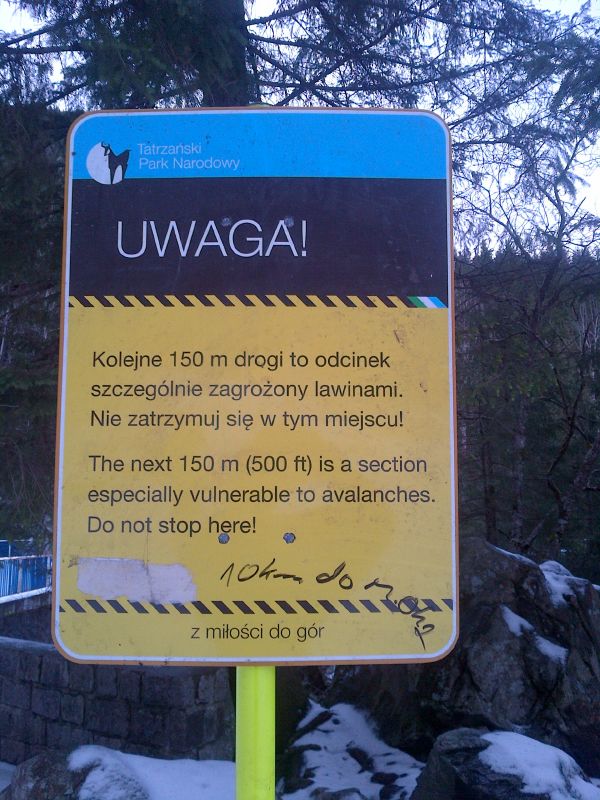 Tatrzański
Park Narodowy
UWAGA!
Kolejne 150 m drogi to odcinek
szczególnie zagrożony lawinami.
Nie zatrzymuj się w tym miejscu!
The next 150 m (500 ft) is a section
especially vulnerable to avalanches.
Do not stop here!
10km do
z miłości do gór